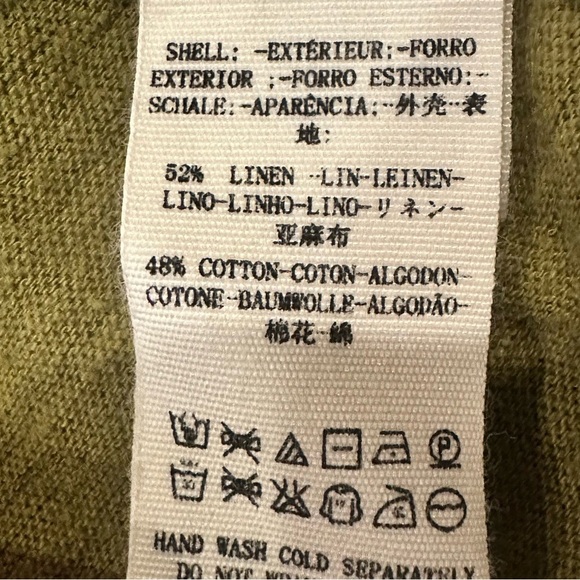 SHELL: -EXTÉRIEUR:-FORRO
EXTERIOR :-FORRO ESTERNO:-
SCHALE:-APARÊNCIA:-外壳-表
地:
52% LINEN -LIN-LEINEN-
LINO-LINHO-LINO-リネン-
亚麻布
48% COTTON-COTON-ALGODON-
COTONE-BAUMWOLLE-ALGODÃO-
棉花-綿
HAND WASH COLD SEPARATELY
DO NOT